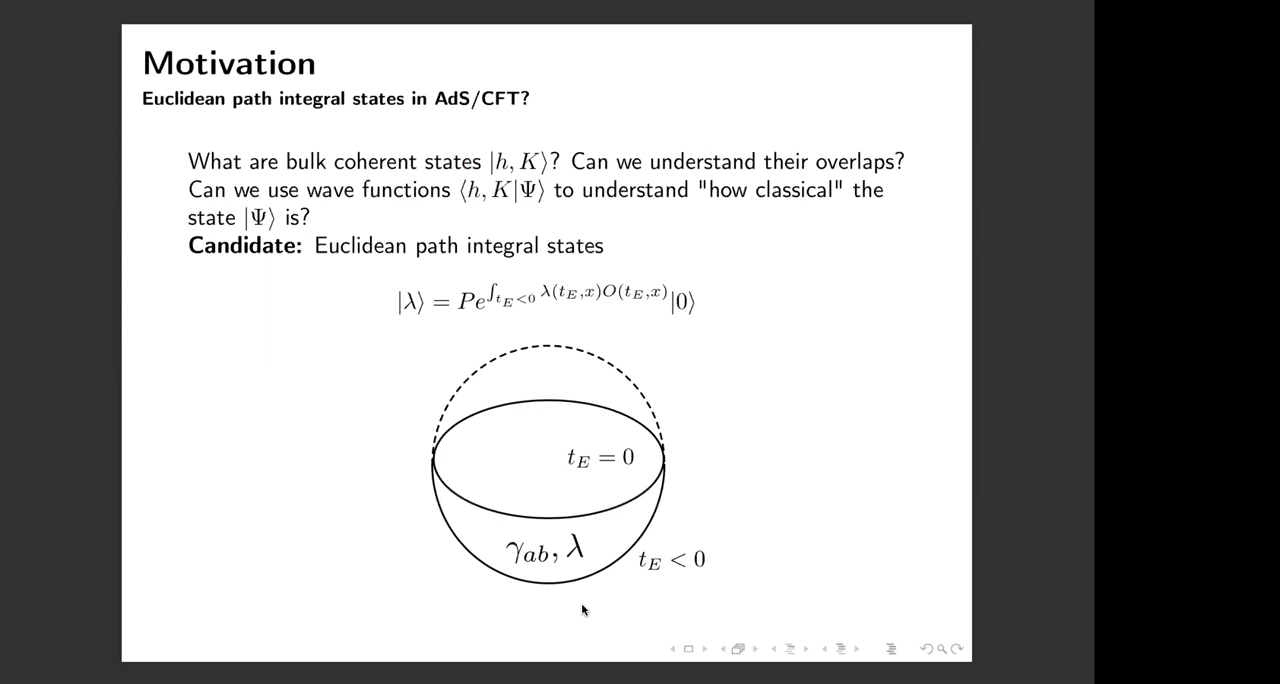 Motivation
Euclidean path integral states in AdS/CFT?
What are bulk coherent states |h, K⟩? Can we understand their overlaps?
Can we use wave functions ⟨h, K|Ψ⟩ to understand "how classical" the
state |Ψ⟩ is?
Candidate: Euclidean path integral states
|λ⟩ = Pe^{∫_{t_E<0} λ(t_E,x)O(t_E,x)}|0⟩
t_E = 0
γ_{ab}, λ
t_E < 0